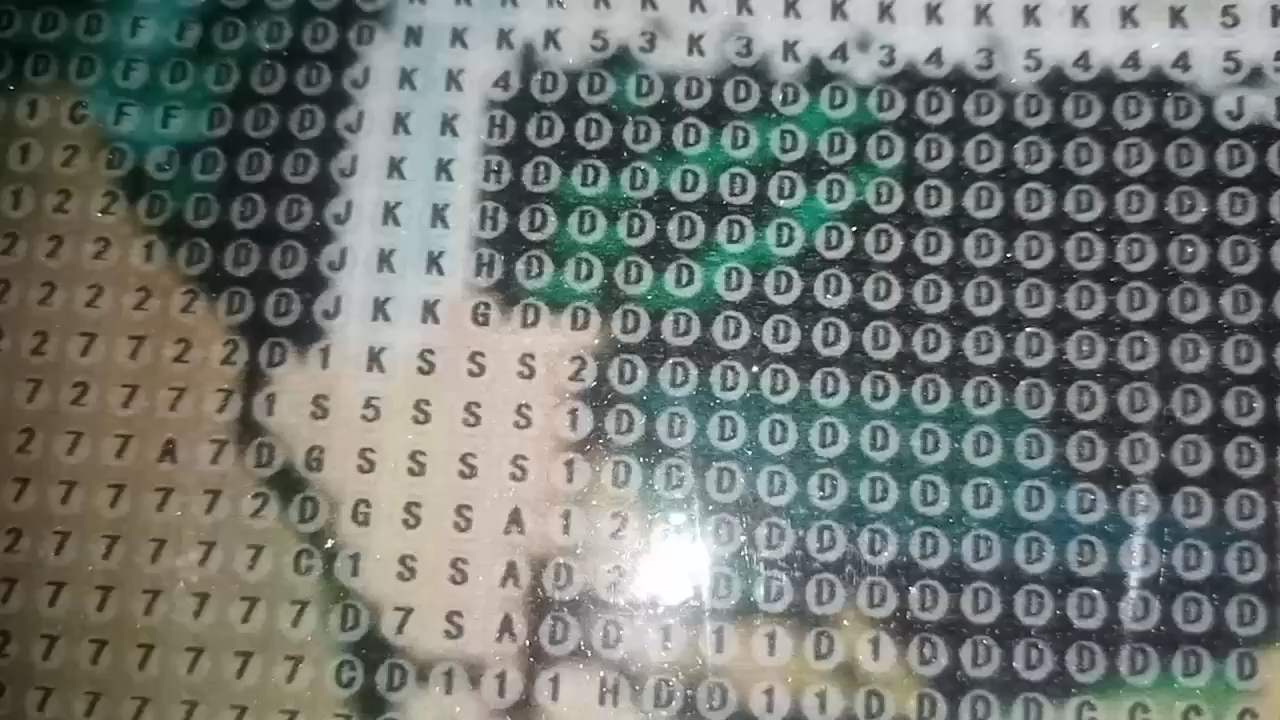 D D D F F D D D D N K K K 5 3 K 3 K 4 3 4 3 5 4 4 4 5
D D D F D D D D J K K 4 D D D D D D D D D D D D D D J
1 C F F D D D J K K H D D D D D D D D D D D D D D D
1 2 D J D D D J K K H D D D D D D D D D D D D D D D
1 2 2 D D D D J K K H D D D D D D D D D D D D D D D
2 2 2 1 D D D J K K H D D D D D D D D D D D D D D D
2 2 2 2 2 D D J K K G D D D D D D D D D D D D D D D
2 7 7 2 2 D 1 K S S S 2 D D D D D D D D D D D D D
7 2 7 7 7 1 S 5 S S S 1 D D D D D D D D D D D D D
2 7 7 A 7 D G S S S S 1 D D D D D D D D D D D D D
7 7 7 7 7 2 D G S S A 1 2 D D D D D D D D D D D
2 7 7 7 7 7 C 1 S S A D D D D D D D D D D D D
7 7 7 7 7 7 7 D 7 S A D D 1 1 1 D 1 D D D D D D D
2 7 7 7 7 7 7 C D 1 1 1 H D D 1 1 D D D D C C C C